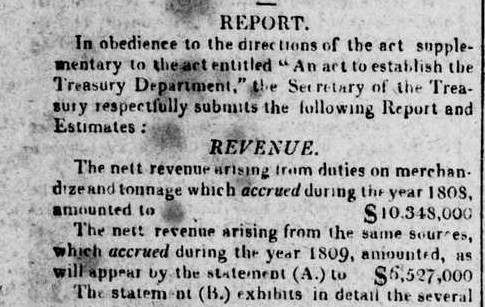 REPORT.
In obedience to the directions of the act supple-
mentary to the act entitled "An act to establish the
Treasury Department," the Secretary of the Trea-
sury respectfully submits the following Report and
Estimates :
REVENUE.
The nett revenue arising from duties on merchan-
dize and tonnage which accrued during the year 1808,
amounted to $10,348,000
The nett revenue arising from the same sources,
which accrued during the year 1809, amounted, as
will appear by the statement (A.) to $6,527,000
The statement (B.) exhibits in detail the several